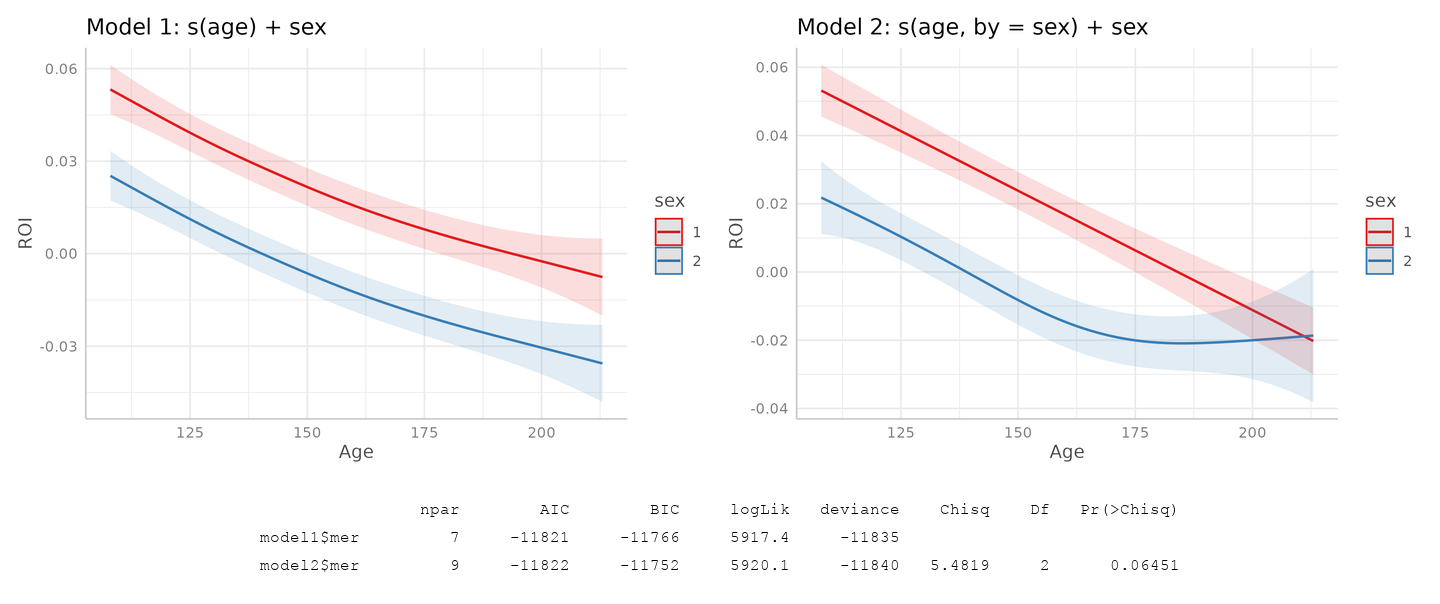 Model 1: s(age) + sex
0.06
0.03
0.00
-0.03
ROI
125 150 175 200
Age
sex
1
2
Model 2: s(age, by = sex) + sex
0.06
0.04
0.02
0.00
-0.02
-0.04
ROI
125 150 175 200
Age
sex
1
2
npar AIC BIC logLik deviance Chisq Df Pr(>Chisq)
model1$mer 7 -11821 -11766 5917.4 -11835
model2$mer 9 -11822 -11752 5920.1 -11840 5.4819 2 0.06451